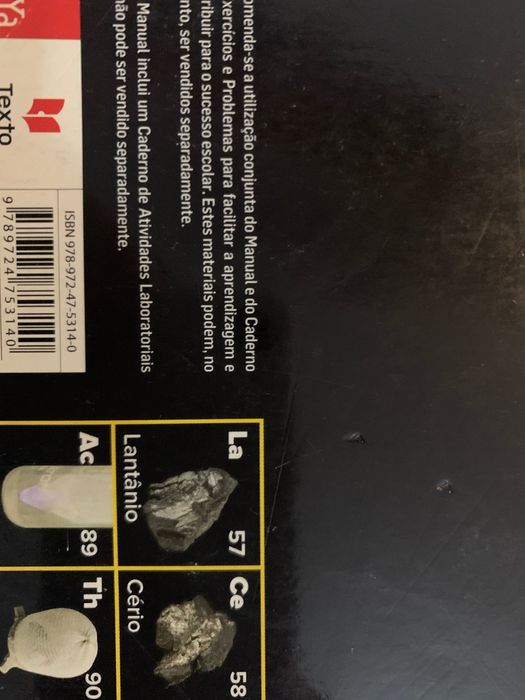 omenda-se a utilização conjunta do Manual e do Caderno
xercícios e Problemas para facilitar a aprendizagem e
ribuir para o sucesso escolar. Estes materiais podem, no
nto, ser vendidos separadamente.
Manual inclui um Caderno de Atividades Laboratoriais
não pode ser vendido separadamente.
Ya
Texto
ISBN 978-972-47-5314-0
9 789724 753140
La 57
Lantânio
Ce 58
Cério
Ac 89
Th 90